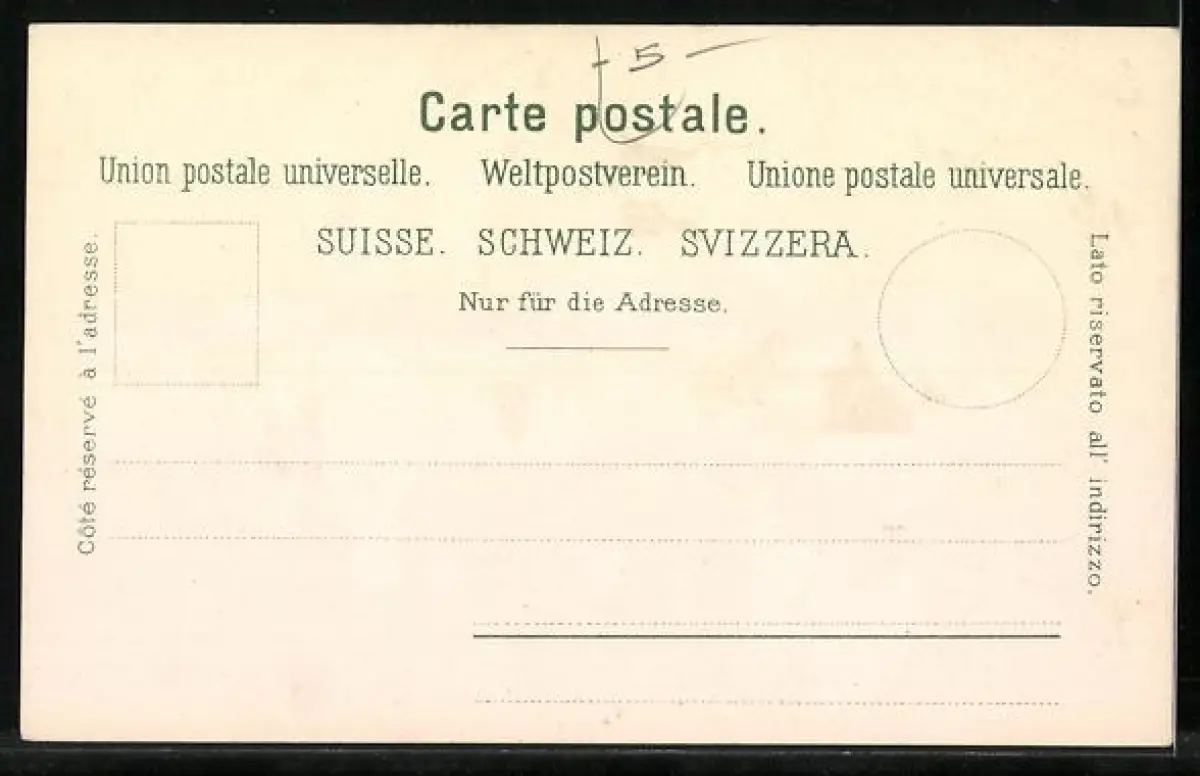 5 —
Carte postale.
Union postale universelle. Weltpostverein. Unione postale universale.
SUISSE. SCHWEIZ. SVIZZERA.
Nur für die Adresse.
Côté réservé à l'adresse.
Lato riservato all' indirizzo.